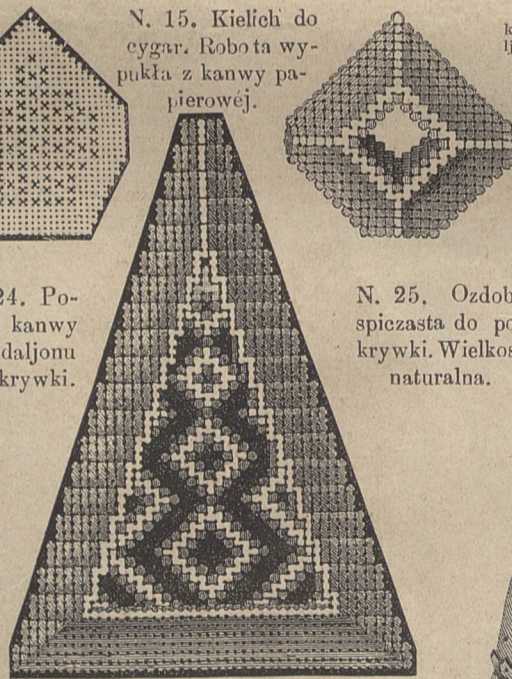 N. 15. Kielich do
cygar. Robota wy-
pukła z kanwy pa-
pierowéj.
24. Po-
kanwy
daljonu
krywki.
N. 25. Ozdob
spiczasta do po
krywki. Wielkoś
naturalna.